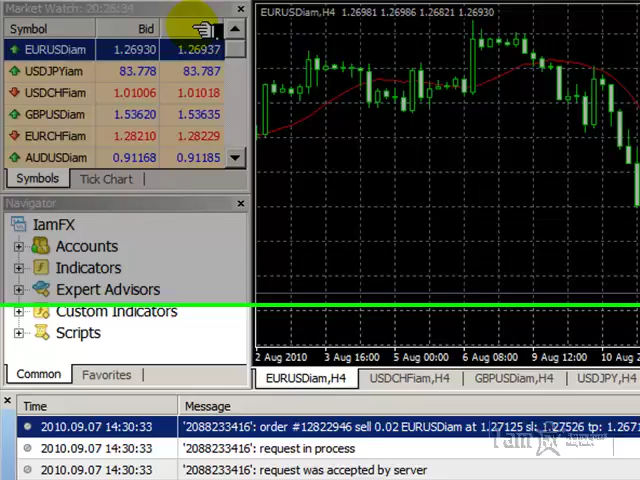 Market Watch: 20:26:34
Symbol Bid
EURUSDiam 1.26930 1.26937
USDJPYiam 83.778 83.787
USDCHFiam 1.01006 1.01018
GBPUSDiam 1.53620 1.53635
EURCHFiam 1.28210 1.28229
AUDUSDiam 0.91168 0.91185
Symbols Tick Chart
Navigator
IamFX
Accounts
Indicators
Expert Advisors
Custom Indicators
Scripts
Common Favorites
EURUSDiam,H4 1.26981 1.26986 1.26821 1.26930
2 Aug 2010 3 Aug 16:00 5 Aug 00:00 6 Aug 08:00 9 Aug 12:00 10 Aug 2
EURUSDiam,H4 USDCHFiam,H4 GBPUSDiam,H4 USDJPY,H4
Time Message
2010.09.07 14:30:33 '2088233416': order #12822946 sell 0.02 EURUSDiam at 1.27125 sl: 1.27526 tp: 1.2671
2010.09.07 14:30:33 '2088233416': request in process
2010.09.07 14:30:33 '2088233416': request was accepted by server
Iam FX